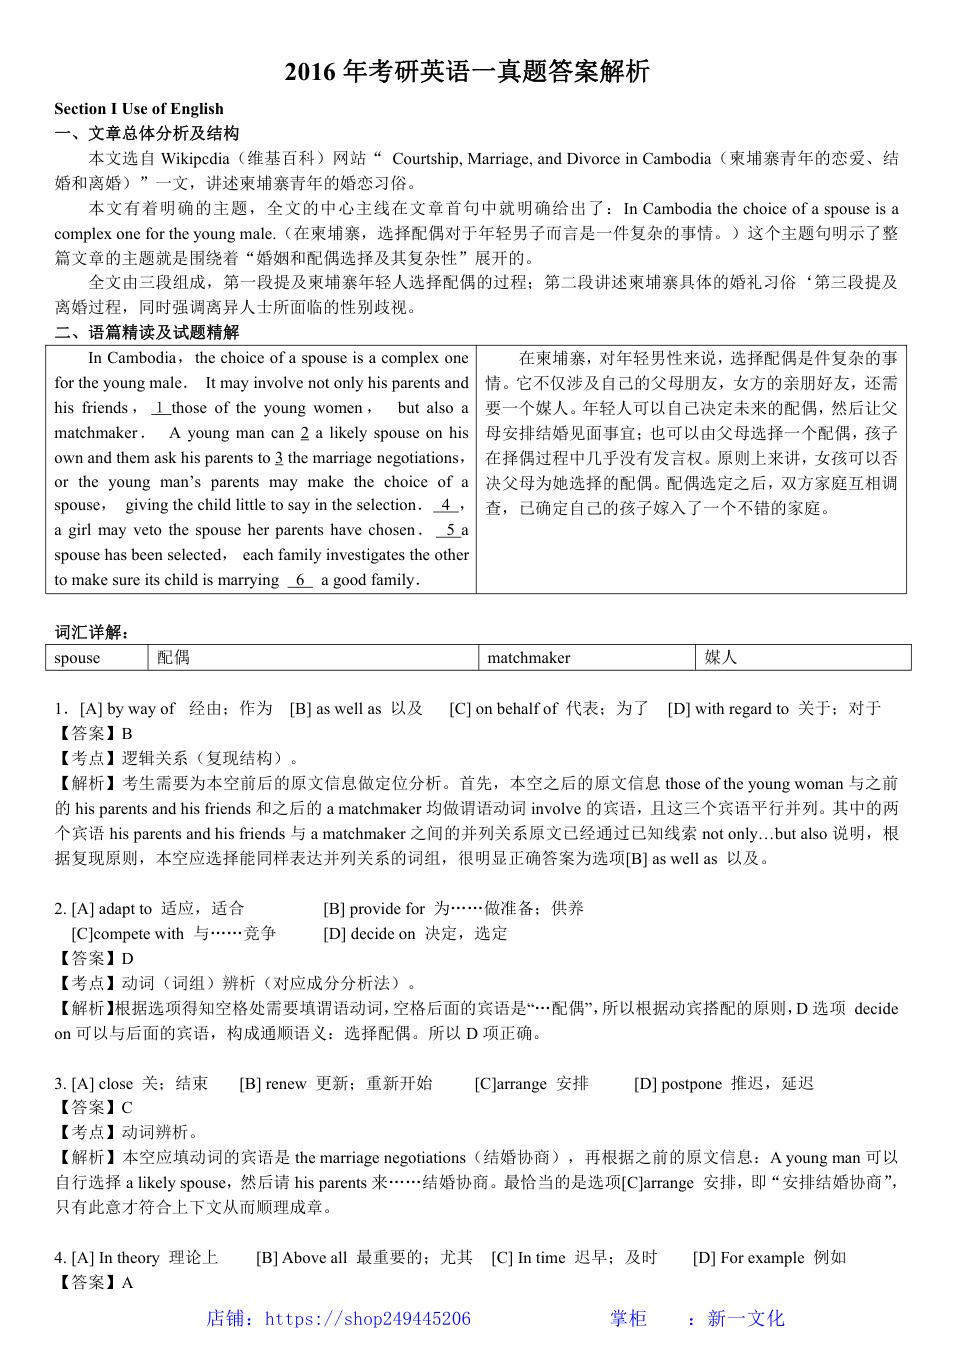 2016 年考研英语一真题答案解析
Section I Use of English
一、文章总体分析及结构
本文选自 Wikipcdia（维基百科）网站“ Courtship, Marriage, and Divorce in Cambodia（柬埔寨青年的恋爱、结
婚和离婚）”一文，讲述柬埔寨青年的婚恋习俗。
本文有着明确的主题，全文的中心主线在文章首句中就明确给出了：In Cambodia the choice of a spouse is a
complex one for the young male.（在柬埔寨，选择配偶对于年轻男子而言是一件复杂的事情。）这个主题句明示了整
篇文章的主题就是围绕着“婚姻和配偶选择及其复杂性”展开的。
全文由三段组成，第一段提及柬埔寨年轻人选择配偶的过程；第二段讲述柬埔寨具体的婚礼习俗‘第三段提及
离婚过程，同时强调离异人士所面临的性别歧视。
二、语篇精读及试题精解
In Cambodia，the choice of a spouse is a complex one
for the young male． It may involve not only his parents and
his friends， 1 those of the young women， but also a
matchmaker． A young man can 2 a likely spouse on his
own and them ask his parents to 3 the marriage negotiations，
or the young man's parents may make the choice of a
spouse， giving the child little to say in the selection． 4 ，
a girl may veto the spouse her parents have chosen． 5 a
spouse has been selected， each family investigates the other
to make sure its child is marrying 6 a good family．
在柬埔寨，对年轻男性来说，选择配偶是件复杂的事
情。它不仅涉及自己的父母朋友，女方的亲朋好友，还需
要一个媒人。年轻人可以自己决定未来的配偶，然后让父
母安排结婚见面事宜；也可以由父母选择一个配偶，孩子
在择偶过程中几乎没有发言权。原则上来讲，女孩可以否
决父母为她选择的配偶。配偶选定之后，双方家庭互相调
查，已确定自己的孩子嫁入了一个不错的家庭。
词汇详解：
spouse 配偶 matchmaker 媒人
1．[A] by way of 经由；作为 [B] as well as 以及 [C] on behalf of 代表；为了 [D] with regard to 关于；对于
【答案】B
【考点】逻辑关系（复现结构）。
【解析】考生需要为本空前后的原文信息做定位分析。首先，本空之后的原文信息 those of the young woman 与之前
的 his parents and his friends 和之后的 a matchmaker 均做谓语动词 involve 的宾语，且这三个宾语平行并列。其中的两
个宾语 his parents and his friends 与 a matchmaker 之间的并列关系原文已经通过已知线索 not only…but also 说明，根
据复现原则，本空应选择能同样表达并列关系的词组，很明显正确答案为选项[B] as well as 以及。
2. [A] adapt to 适应，适合 [B] provide for 为……做准备；供养
[C]compete with 与……竞争 [D] decide on 决定，选定
【答案】D
【考点】动词（词组）辨析（对应成分分析法）。
【解析】根据选项得知空格处需要填谓语动词，空格后面的宾语是“…配偶”，所以根据动宾搭配的原则，D 选项 decide
on 可以与后面的宾语，构成通顺语义：选择配偶。所以 D 项正确。
3. [A] close 关；结束 [B] renew 更新；重新开始 [C]arrange 安排 [D] postpone 推迟，延迟
【答案】C
【考点】动词辨析。
【解析】本空应填动词的宾语是 the marriage negotiations（结婚协商），再根据之前的原文信息：A young man 可以
自行选择 a likely spouse，然后请 his parents 来……结婚协商。最恰当的是选项[C]arrange 安排，即“安排结婚协商”，
只有此意才符合上下文从而顺理成章。
4. [A] In theory 理论上 [B] Above all 最重要的；尤其 [C] In time 迟早；及时 [D] For example 例如
【答案】A
店铺：https://shop249445206 掌柜 ：新一文化